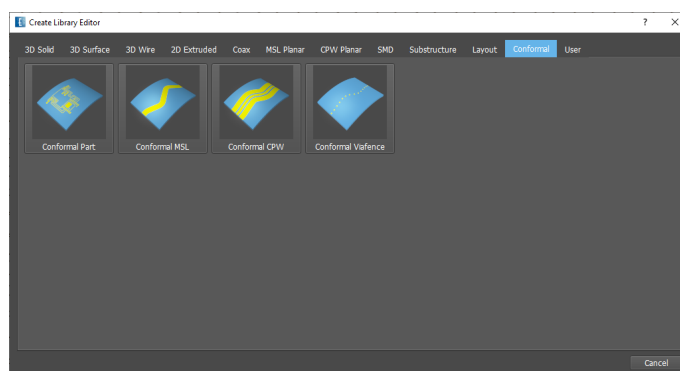 Create Library Editor ? X
3D Solid 3D Surface 3D Wire 2D Extruded Coax MSL Planar CPW Planar SMD Substructure Layout Conformal User
Conformal Part Conformal MSL Conformal CPW Conformal Viafence
Cancel